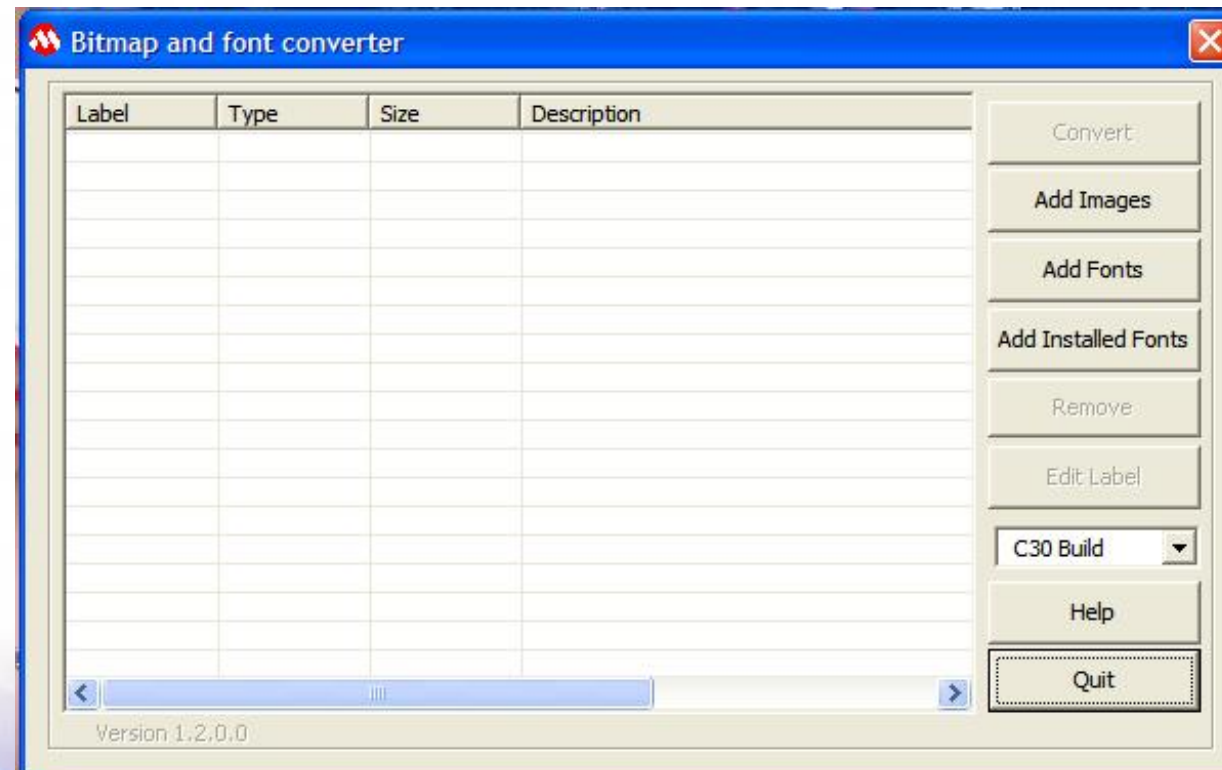 Bitmap and font converter
Label Type Size Description
Convert
Add Images
Add Fonts
Add Installed Fonts
Remove
Edit Label
C30 Build
Help
Quit
Version 1.2.0.0